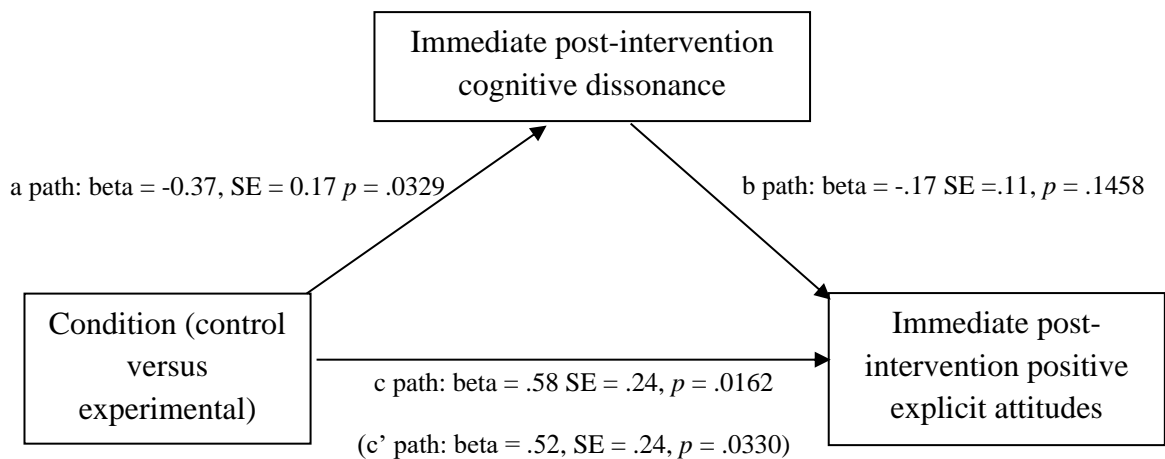 Immediate post-intervention
cognitive dissonance
a path: beta = -0.37, SE = 0.17 p = .0329
b path: beta = -.17 SE =.11, p = .1458
Condition (control
versus
experimental)
c path: beta = .58 SE = .24, p = .0162
(c’ path: beta = .52, SE = .24, p = .0330)
Immediate post-
intervention positive
explicit attitudes